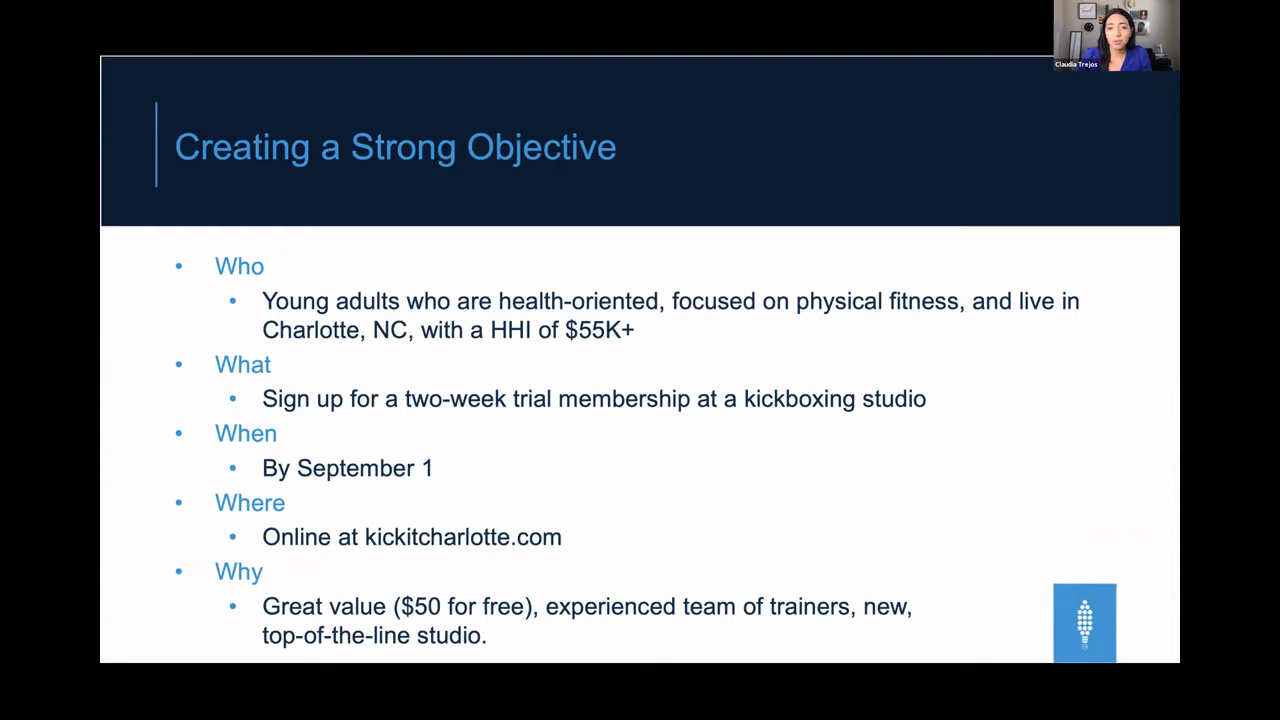 Claudia Trejos
Creating a Strong Objective
• Who
• Young adults who are health-oriented, focused on physical fitness, and live in
Charlotte, NC, with a HHI of $55K+
• What
• Sign up for a two-week trial membership at a kickboxing studio
• When
• By September 1
• Where
• Online at kickitcharlotte.com
• Why
• Great value ($50 for free), experienced team of trainers, new,
top-of-the-line studio.